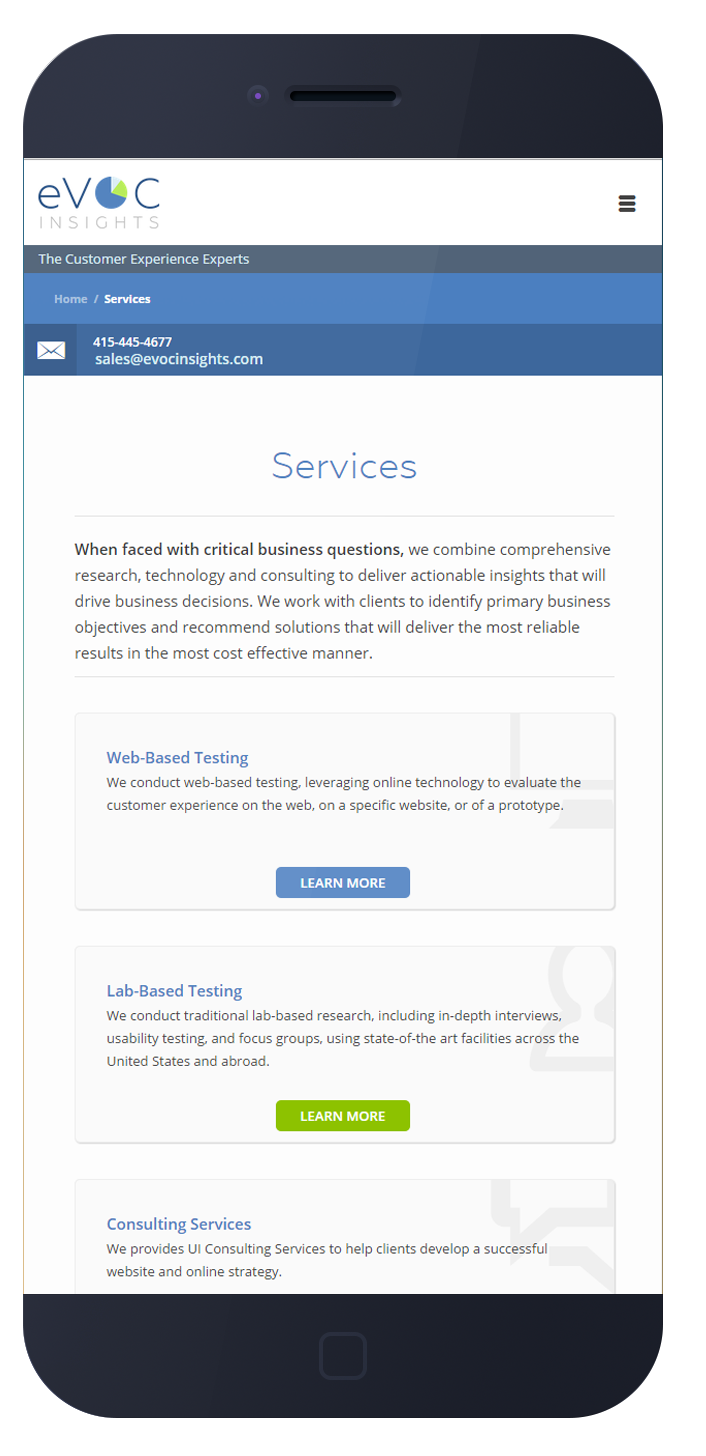 eVOC
INSIGHTS
The Customer Experience Experts
Home / Services
415-445-4677
sales@evocinsights.com
Services
When faced with critical business questions, we combine comprehensive
research, technology and consulting to deliver actionable insights that will
drive business decisions. We work with clients to identify primary business
objectives and recommend solutions that will deliver the most reliable
results in the most cost effective manner.
Web-Based Testing
We conduct web-based testing, leveraging online technology to evaluate the
customer experience on the web, on a specific website, or of a prototype.
LEARN MORE
Lab-Based Testing
We conduct traditional lab-based research, including in-depth interviews,
usability testing, and focus groups, using state-of-the art facilities across the
United States and abroad.
LEARN MORE
Consulting Services
We provides UI Consulting Services to help clients develop a successful
website and online strategy.